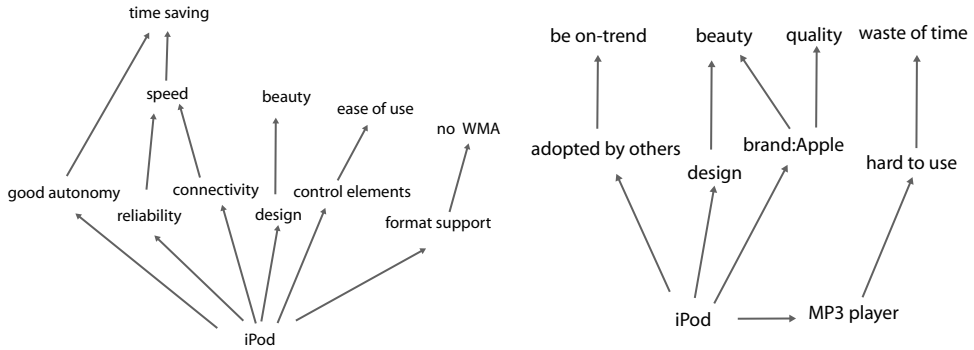 time saving
speed
beauty
ease of use
no WMA
good autonomy
connectivity
control elements
reliability
design
format support
iPod
be on-trend
beauty
quality
waste of time
adopted by others
brand:Apple
design
hard to use
iPod
MP3 player